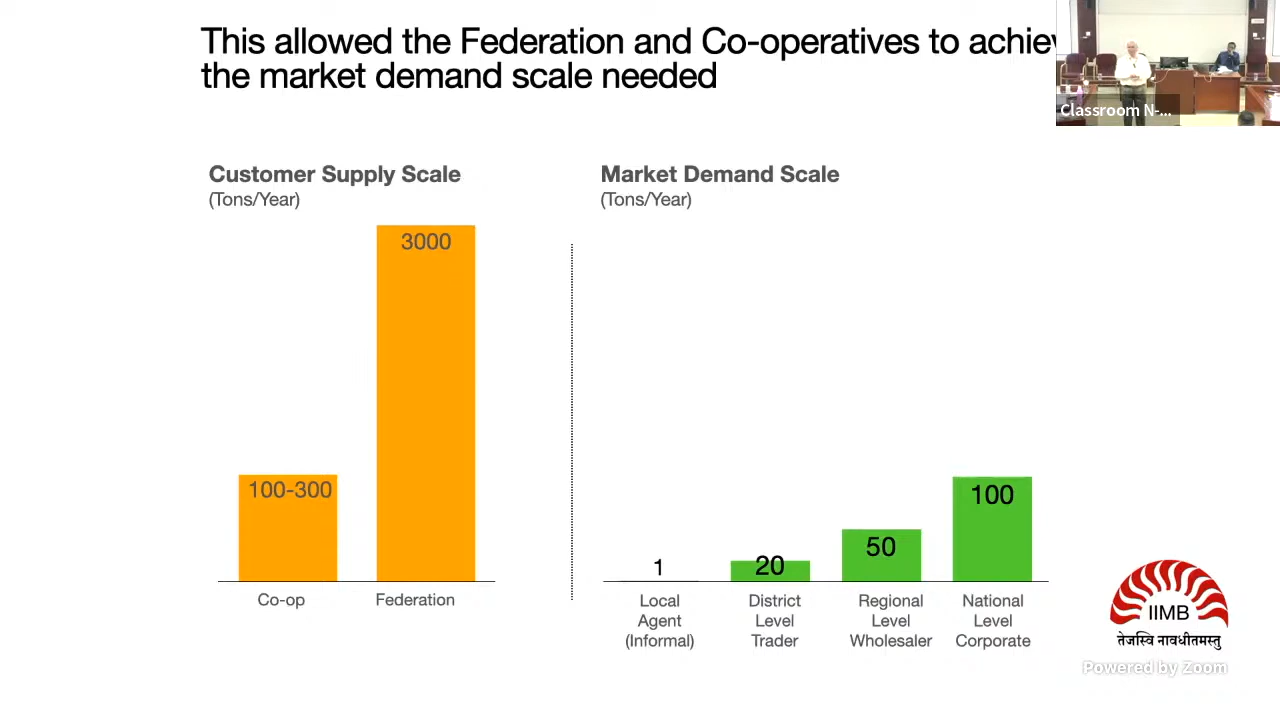 This allowed the Federation and Co-operatives to achiev
the market demand scale needed
Classroom N-...
Customer Supply Scale
(Tons/Year)
3000
100-300
Co-op
Federation
Market Demand Scale
(Tons/Year)
1
20
50
100
Local
Agent
(Informal)
District
Level
Trader
Regional
Level
Wholesaler
National
Level
Corporate
IIMB
तेजस्वि नावधीतमस्तु
Powered by Zoom